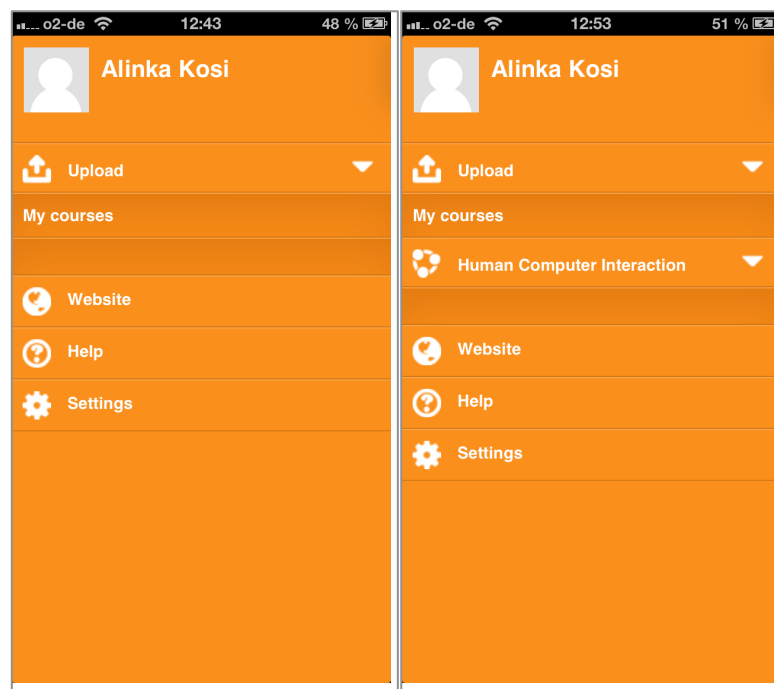 o2-de 12:43 48 %
Alinka Kosi
Upload
My courses
Website
Help
Settings
o2-de 12:53 51 %
Alinka Kosi
Upload
My courses
Human Computer Interaction
Website
Help
Settings